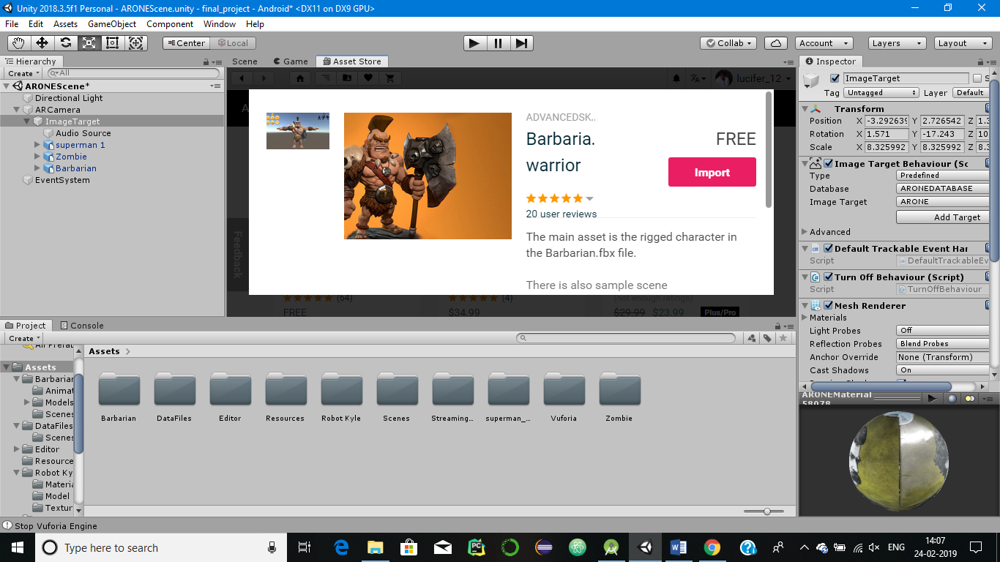 Unity 2018.3.5f1 Personal - ARONEScene.unity - final_project - Android* <DX11 on DX9 GPU>
File Edit Assets GameObject Component Window Help
Center Local Collab Account Layers Layout
Hierarchy
Create All
ARONEScene*
Directional Light
ARCamera
ImageTarget
Audio Source
superman 1
Zombie
Barbarian
EventSystem
Scene Game Asset Store
lucifer_12
ADVANCEDSK..
Barbaria.
warrior
FREE
Import
20 user reviews
The main asset is the rigged character in
the Barbarian.fbx file.
There is also sample scene
Feedback
(64) (4) (not enough ratings)
FREE $34.99 $29.99 $23.99 Plus/Pro
Inspector
ImageTarget
Tag Untagged Layer Default
Transform
Position X -3.292639 Y 2.726542 Z 1.3
Rotation X 1.571 Y -17.243 Z 10
Scale X 8.325992 Y 8.325992 Z 8.3
Image Target Behaviour (Sc
Type Predefined
Database ARONEDATABASE
Image Target ARONE
Add Target
Advanced
Default Trackable Event Har
Script DefaultTrackableEv
Turn Off Behaviour (Script)
Script TurnOffBehaviour
Mesh Renderer
Materials
Light Probes Off
Reflection Probes Blend Probes
Anchor Override None (Transform)
Cast Shadows On
ARONEMaterial
58078
Project Console
Create
All Prefab
Assets
Barbarian
Animat
Models
Scenes
DataFiles
Scenes
Editor
Resource
Robot Ky
Materia
Model
Textur
Assets
Barbarian DataFiles Editor Resources Robot Kyle Scenes Streaming... superman_... Vuforia Zombie
Stop Vuforia Engine
Type here to search
ENG
14:07
24-02-2019